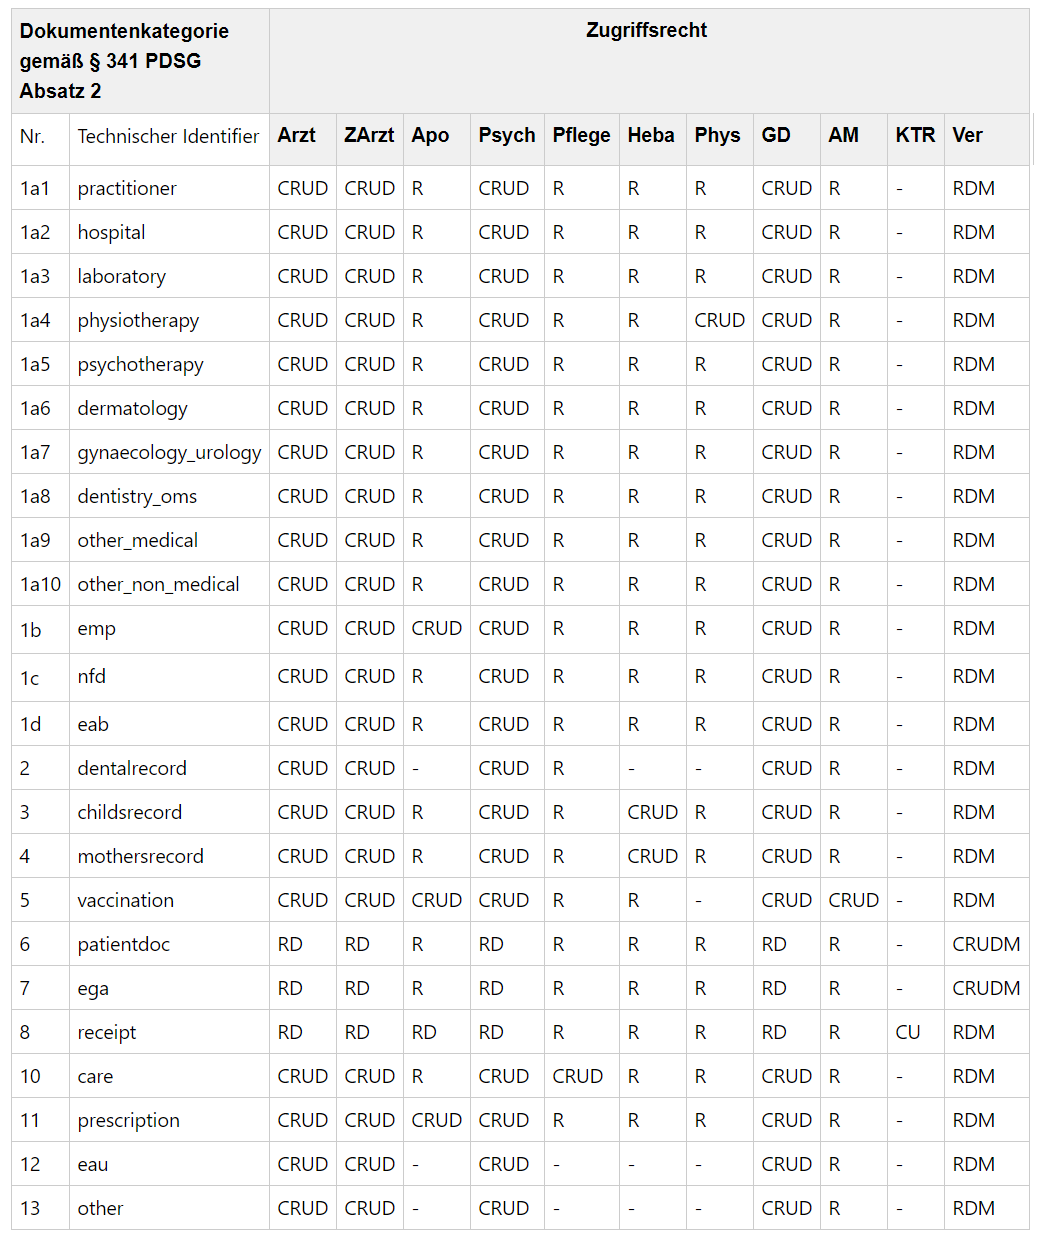 Dokumentenkategorie
gemäß § 341 PDSG
Absatz 2
Zugriffsrecht
Nr. Technischer Identifier Arzt ZArzt Apo Psych Pflege Heba Phys GD AM KTR Ver
1a1 practitioner CRUD CRUD R CRUD R R R CRUD R - RDM
1a2 hospital CRUD CRUD R CRUD R R R CRUD R - RDM
1a3 laboratory CRUD CRUD R CRUD R R R CRUD R - RDM
1a4 physiotherapy CRUD CRUD R CRUD R R CRUD CRUD R - RDM
1a5 psychotherapy CRUD CRUD R CRUD R R R CRUD R - RDM
1a6 dermatology CRUD CRUD R CRUD R R R CRUD R - RDM
1a7 gynaecology_urology CRUD CRUD R CRUD R R R CRUD R - RDM
1a8 dentistry_oms CRUD CRUD R CRUD R R R CRUD R - RDM
1a9 other_medical CRUD CRUD R CRUD R R R CRUD R - RDM
1a10 other_non_medical CRUD CRUD R CRUD R R R CRUD R - RDM
1b emp CRUD CRUD CRUD CRUD R R R CRUD R - RDM
1c nfd CRUD CRUD R CRUD R R R CRUD R - RDM
1d eab CRUD CRUD R CRUD R R R CRUD R - RDM
2 dentalrecord CRUD CRUD - CRUD R - - CRUD R - RDM
3 childsrecord CRUD CRUD R CRUD R CRUD R CRUD R - RDM
4 mothersrecord CRUD CRUD R CRUD R CRUD R CRUD R - RDM
5 vaccination CRUD CRUD CRUD CRUD R R - CRUD CRUD - RDM
6 patientdoc RD RD R RD R R R RD R - CRUDM
7 ega RD RD R RD R R R RD R - CRUDM
8 receipt RD RD RD RD R R R RD R CU RDM
10 care CRUD CRUD R CRUD CRUD R R CRUD R - RDM
11 prescription CRUD CRUD CRUD CRUD R R R CRUD R - RDM
12 eau CRUD CRUD - CRUD - - - CRUD R - RDM
13 other CRUD CRUD - CRUD - - - CRUD R - RDM